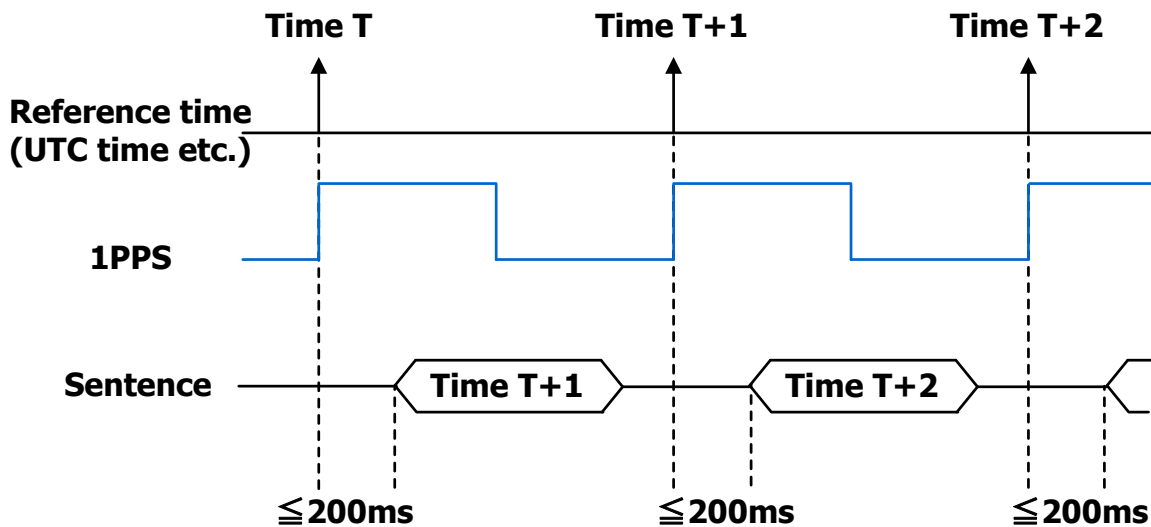 Time T
Time T+1
Time T+2
Reference time
(UTC time etc.)
1PPS
Sentence
Time T+1
Time T+2
≦200ms
≦200ms
≦200ms